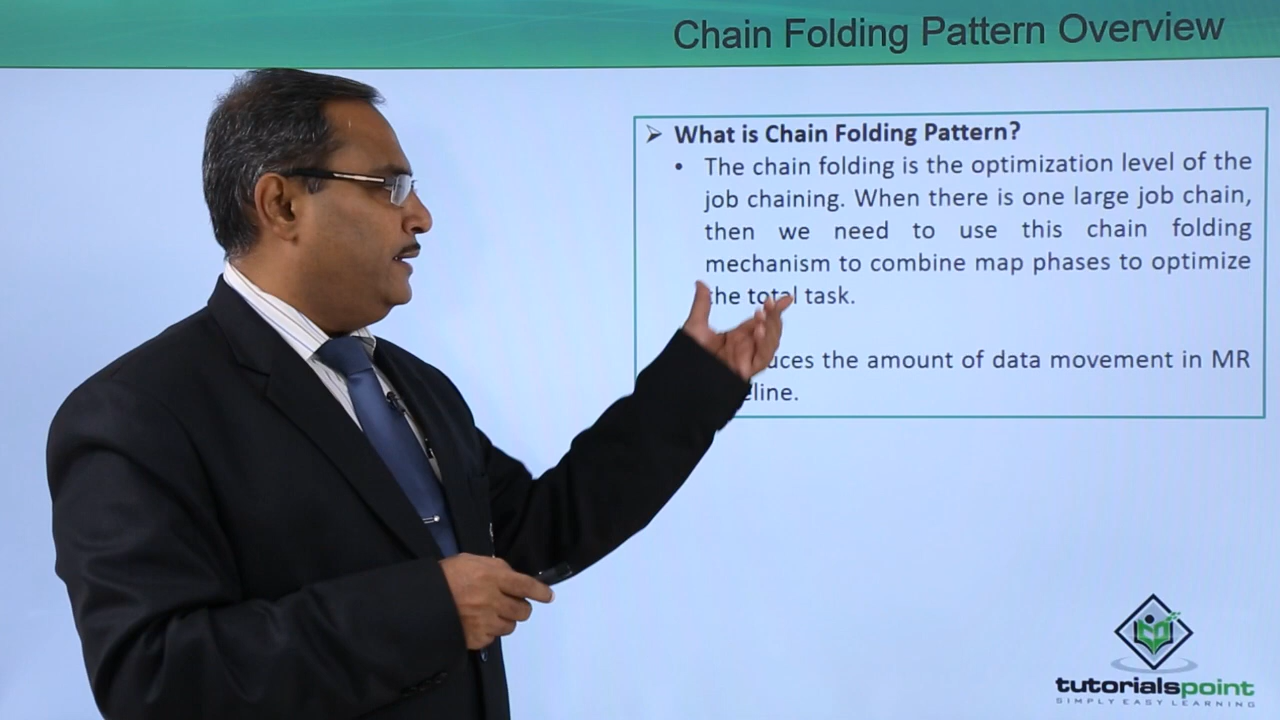 Chain Folding Pattern Overview
➢ What is Chain Folding Pattern?
• The chain folding is the optimization level of the
job chaining. When there is one large job chain,
then we need to use this chain folding
mechanism to combine map phases to optimize
the total task.
the amount of data movement in MR
tutorialspoint
SIMPLY EASY LEARNING